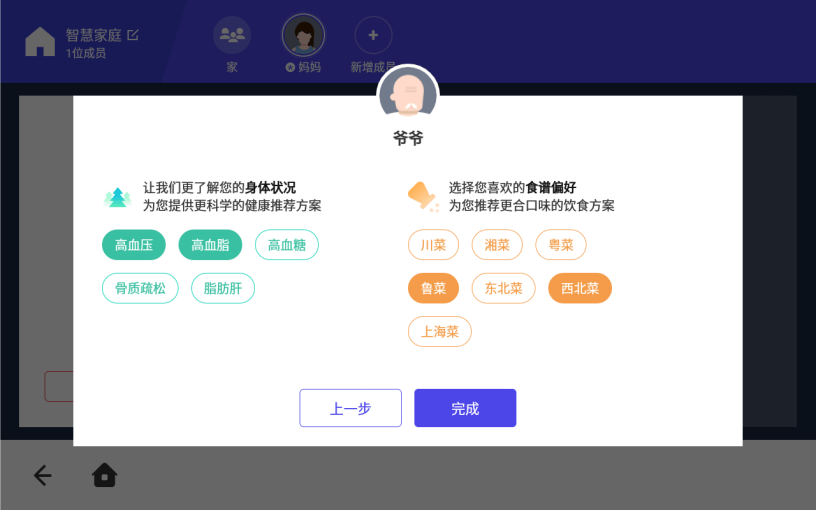 智慧家庭
1位成员
家
妈妈
新增成员
爷爷
让我们更了解您的身体状况
为您提供更科学的健康推荐方案
高血压
高血脂
高血糖
骨质疏松
脂肪肝
选择您喜欢的食谱偏好
为您推荐更合口味的饮食方案
川菜
湘菜
粤菜
鲁菜
东北菜
西北菜
上海菜
上一步
完成